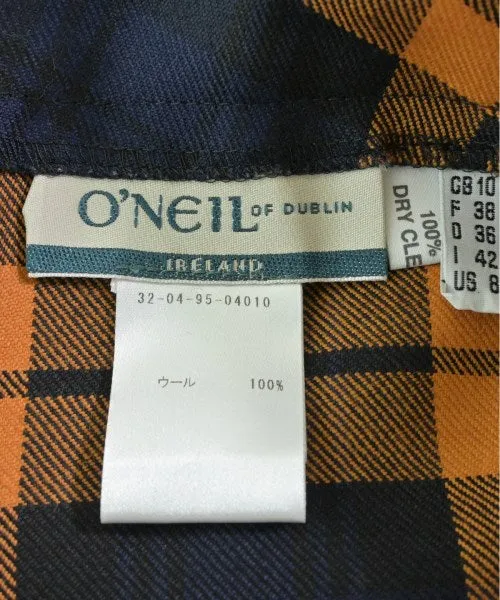 O'NEIL OF DUBLIN
IRELAND
32-04-95-04010
ウール 100%
100%
DRY CLE
GB 10
F 38
D 36
I 42
US 8